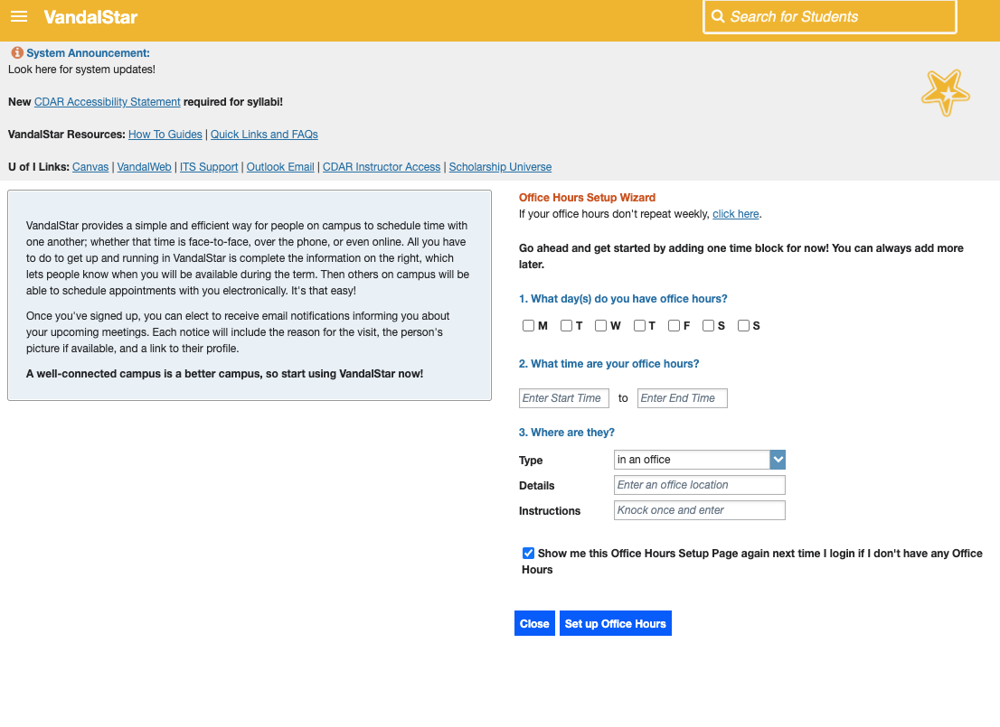 VandalStar
Search for Students
System Announcement:
Look here for system updates!
New CDAR Accessibility Statement required for syllabi!
VandalStar Resources: How To Guides | Quick Links and FAQs
U of I Links: Canvas | VandalWeb | ITS Support | Outlook Email | CDAR Instructor Access | Scholarship Universe
VandalStar provides a simple and efficient way for people on campus to schedule time with
one another; whether that time is face-to-face, over the phone, or even online. All you have
to do to get up and running in VandalStar is complete the information on the right, which
lets people know when you will be available during the term. Then others on campus will be
able to schedule appointments with you electronically. It's that easy!
Once you've signed up, you can elect to receive email notifications informing you about
your upcoming meetings. Each notice will include the reason for the visit, the person's
picture if available, and a link to their profile.
A well-connected campus is a better campus, so start using VandalStar now!
Office Hours Setup Wizard
If your office hours don't repeat weekly, click here.
Go ahead and get started by adding one time block for now! You can always add more
later.
1. What day(s) do you have office hours?
M T W T F S S
2. What time are your office hours?
Enter Start Time to Enter End Time
3. Where are they?
Type in an office
Details Enter an office location
Instructions Knock once and enter
Show me this Office Hours Setup Page again next time I login if I don't have any Office
Hours
Close Set up Office Hours